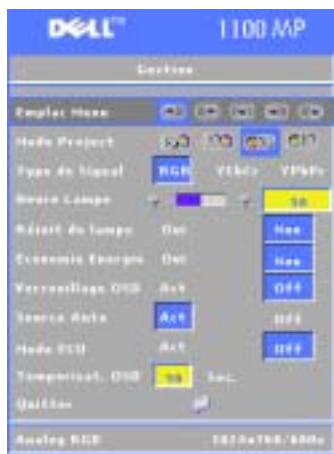 DELL™ 1100 MP
Gestion
Emplac Menu
Mode Project
Type de Signal RGB YCbCr YPbPr
Heure Lampe 50
Réinit de lampe Oui Non
Economie Energie Oui Non
Verrouillage OSD Act Off
Source Auto Act Off
Mode ECO Act Off
Temporisat. OSD Sec.
Quitter
Analog RGB 1024x768/60Hz